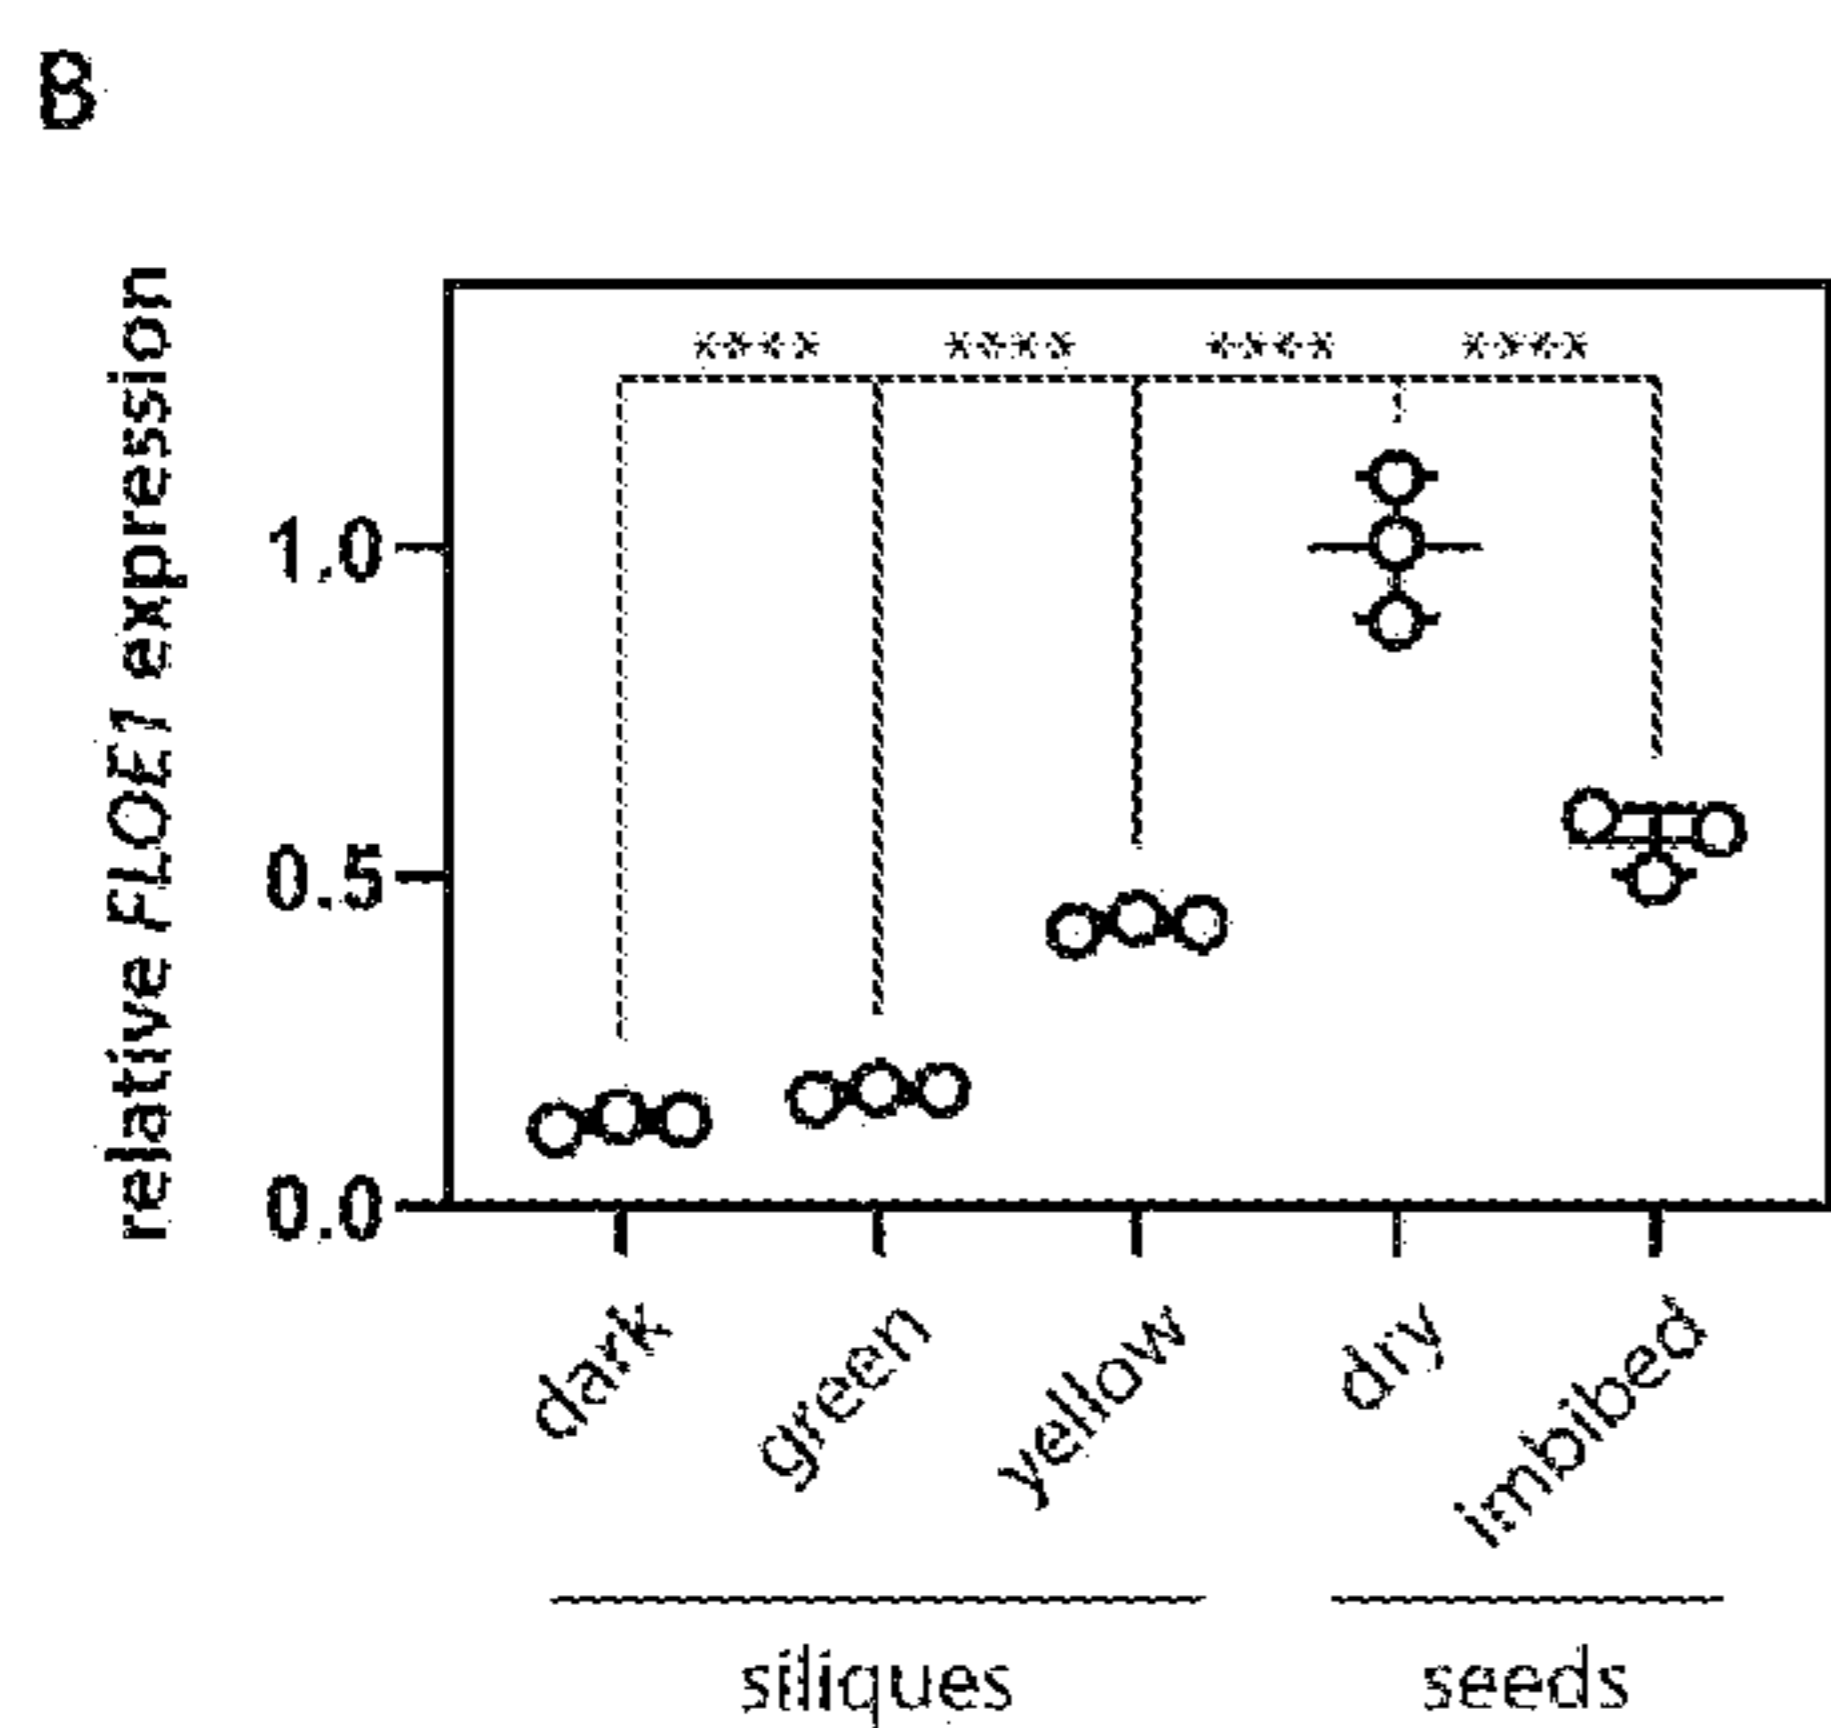 B
relative FLOE1 expression
**** **** **** ****
1.0
0.5
0.0
dark green yellow dry imbibed
siliques seeds